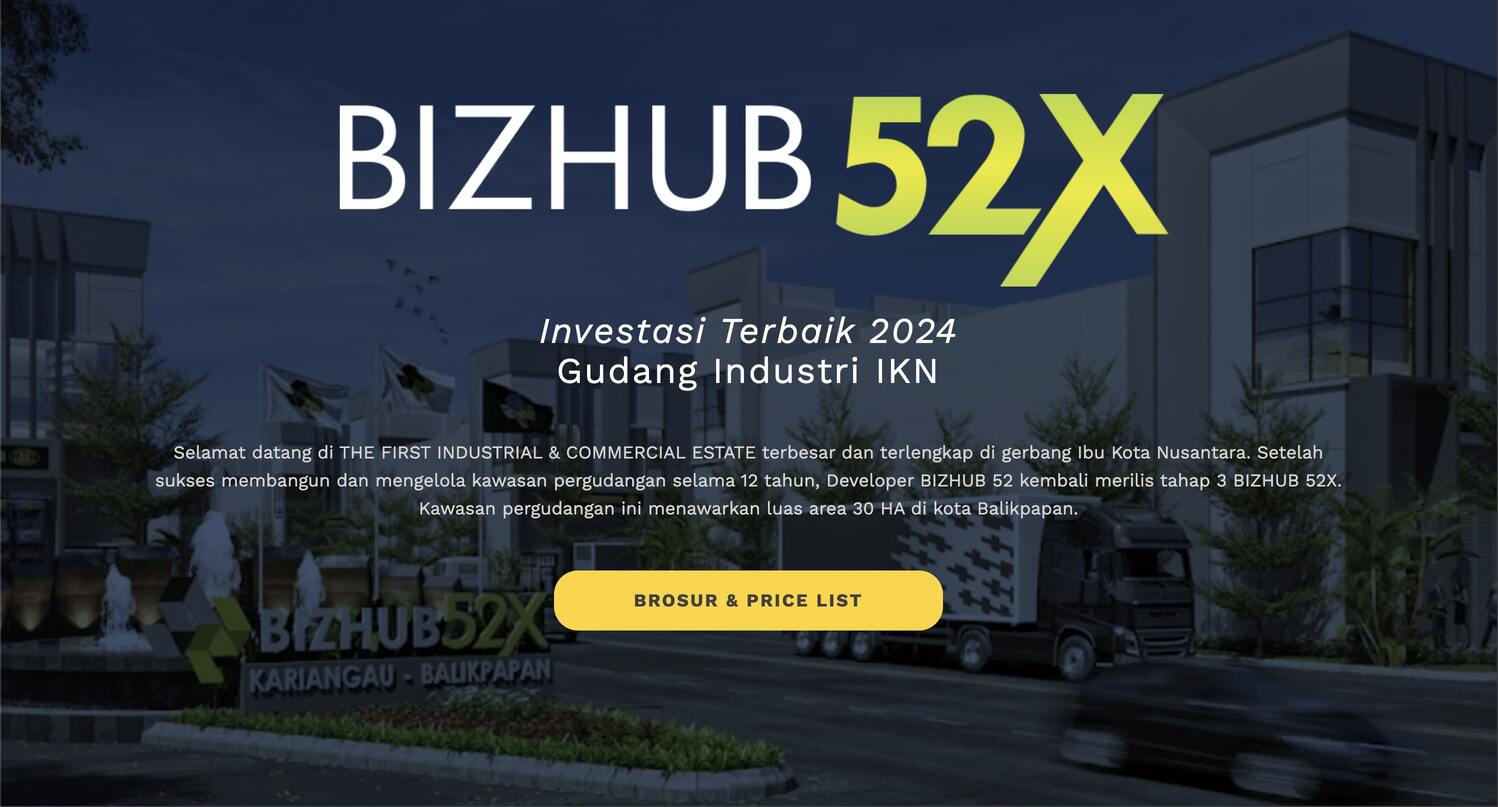 BIZHUB 52X
Investasi Terbaik 2024
Gudang Industri IKN
Selamat datang di THE FIRST INDUSTRIAL & COMMERCIAL ESTATE terbesar dan terlengkap di gerbang Ibu Kota Nusantara. Setelah
sukses membangun dan mengelola kawasan pergudangan selama 12 tahun, Developer BIZHUB 52 kembali merilis tahap 3 BIZHUB 52X.
Kawasan pergudangan ini menawarkan luas area 30 HA di kota Balikpapan.
BROSUR & PRICE LIST
BIZHUB52X
KARIANGAU - BALIKPAPAN